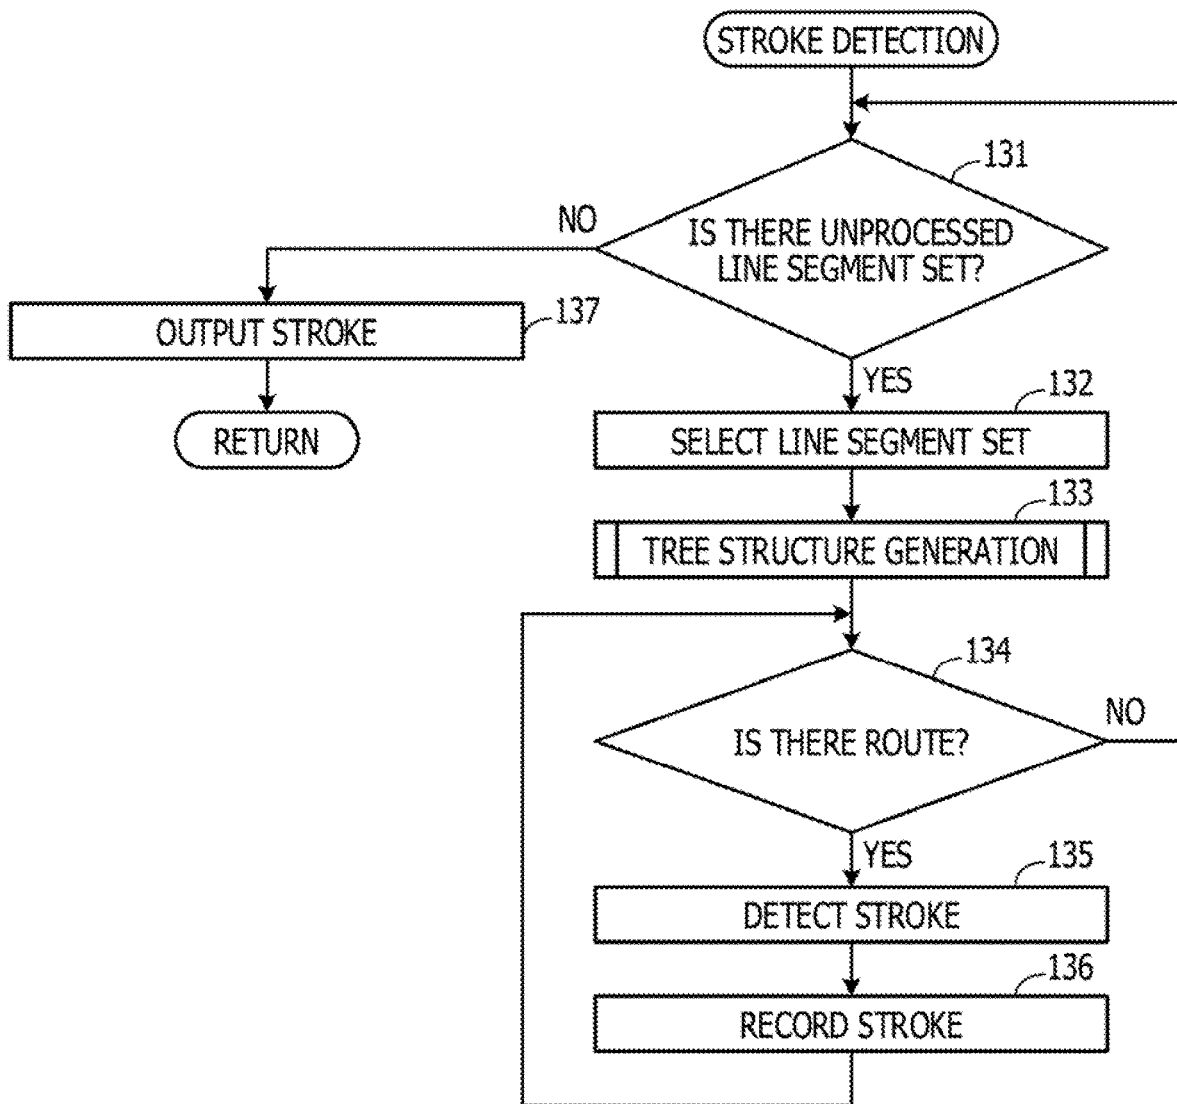 STROKE DETECTION
131
NO
IS THERE UNPROCESSED
LINE SEGMENT SET?
137
OUTPUT STROKE
YES
RETURN
132
SELECT LINE SEGMENT SET
133
TREE STRUCTURE GENERATION
134
NO
IS THERE ROUTE?
YES
135
DETECT STROKE
136
RECORD STROKE